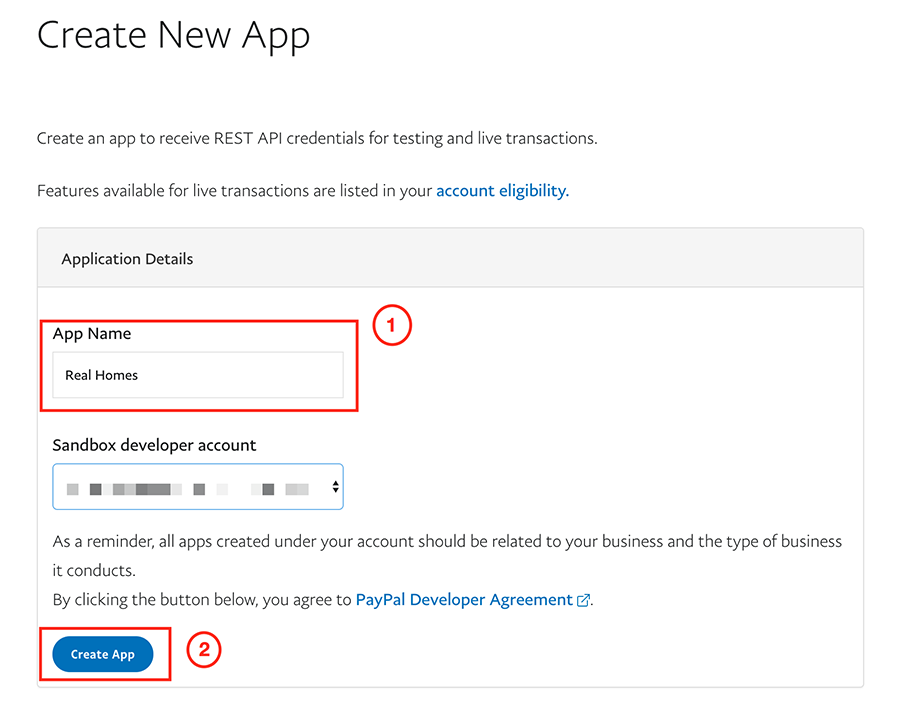 Create New App
Create an app to receive REST API credentials for testing and live transactions.
Features available for live transactions are listed in your account eligibility.
Application Details
App Name
1
Real Homes
Sandbox developer account
As a reminder, all apps created under your account should be related to your business and the type of business
it conducts.
By clicking the button below, you agree to PayPal Developer Agreement.
Create App
2